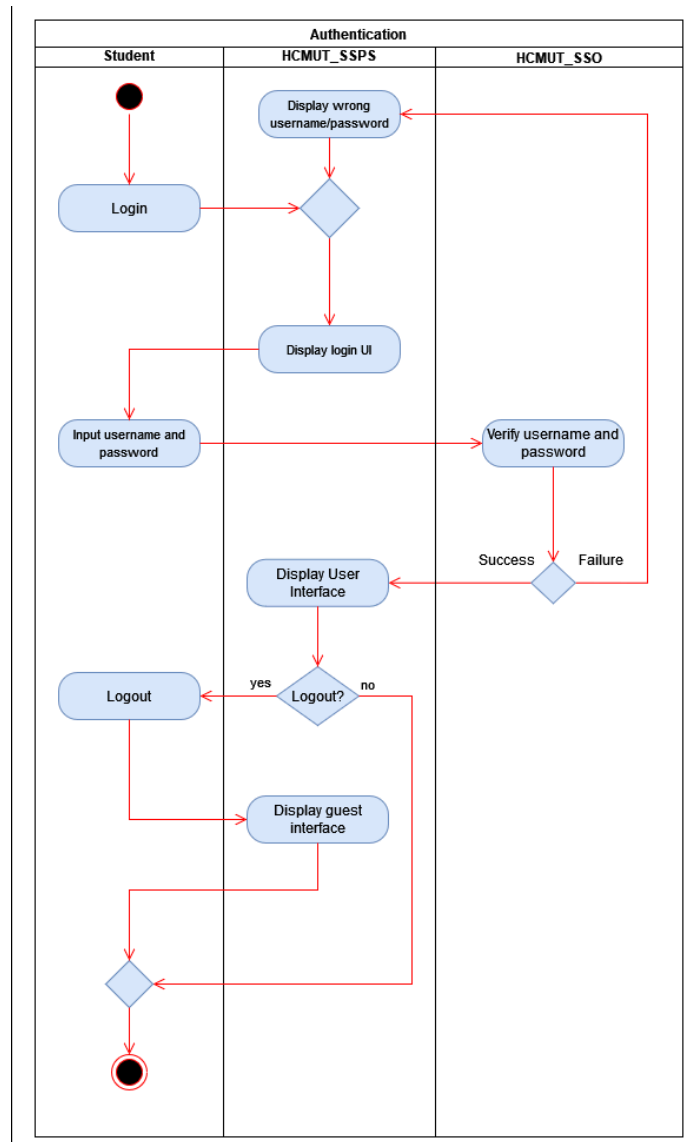 Authentication
Student
HCMUT_SSPS
HCMUT_SSO
Display wrong
username/password
Login
Display login UI
Input username and
password
Verify username and
password
Success
Failure
Display User
Interface
yes
no
Logout
Logout?
Display guest
interface